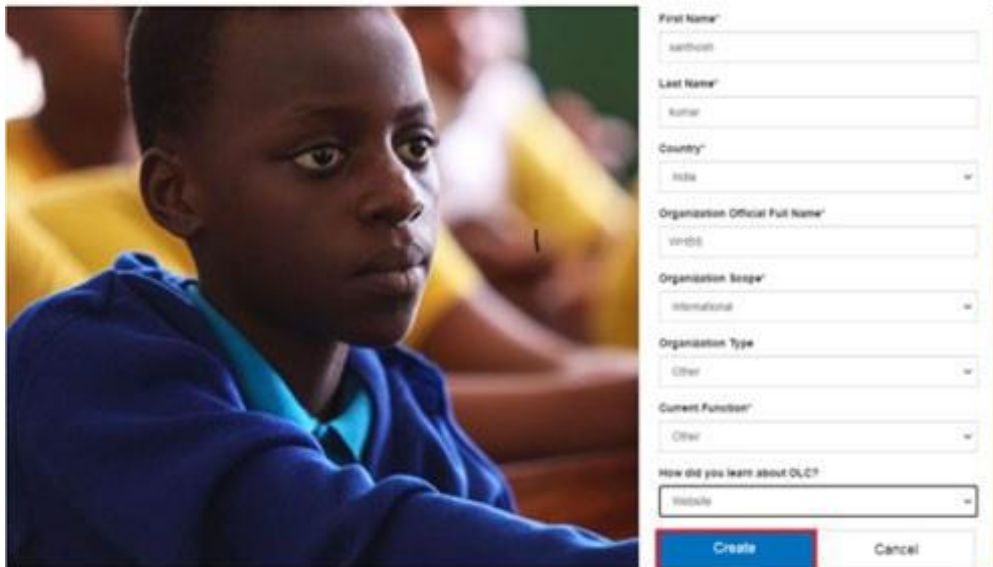 First Name*
santhosh
Last Name*
kumar
Country*
India
Organization Official Full Name*
Organization Scope*
International
Organization Type
Other
Current Function*
Other
How did you learn about OLC?
Website
Create
Cancel